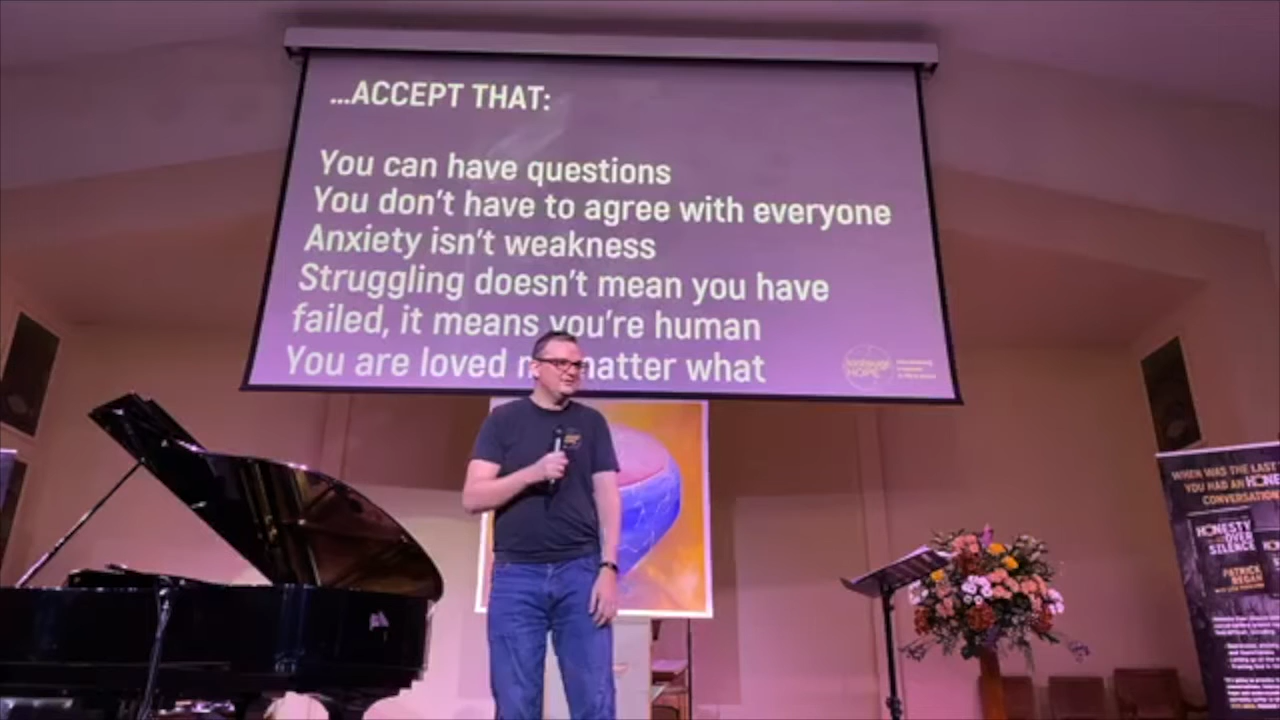 ...ACCEPT THAT:
You can have questions
You don't have to agree with everyone
Anxiety isn't weakness
Struggling doesn't mean you have
failed, it means you're human
You are loved matter what
HOPE
WHEN WAS THE LAST
YOU HAD AN HONE
CONVERSATION
HONESTY
OVER
SILENCE
PATRICK
REGAN